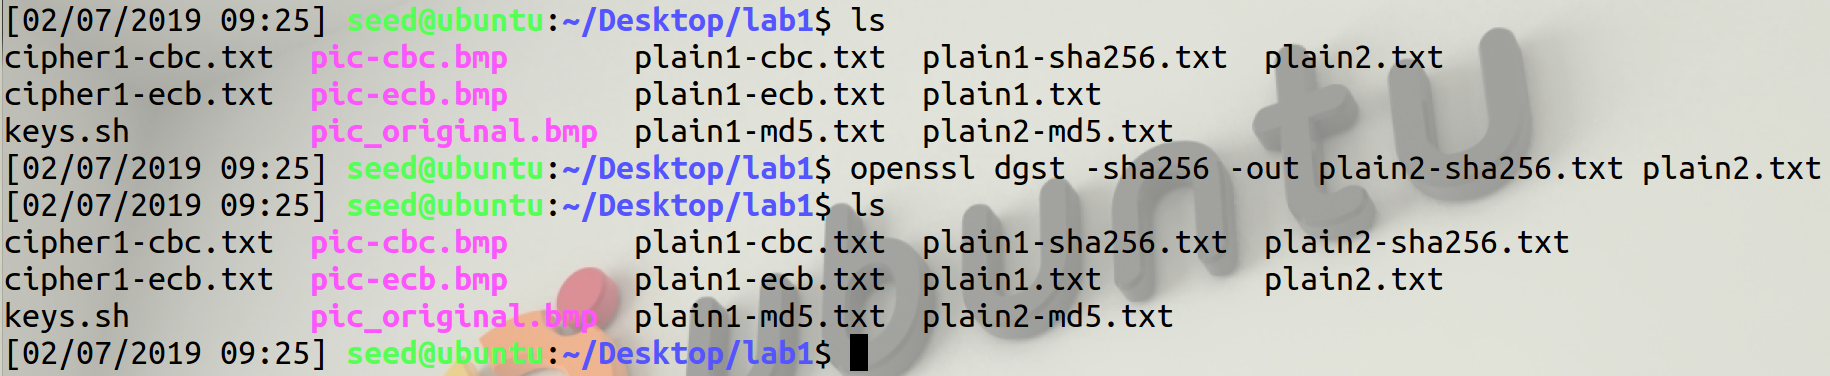 [02/07/2019 09:25] seed@ubuntu:~/Desktop/lab1$ ls
cipher1-cbc.txt  pic-cbc.bmp       plain1-cbc.txt  plain1-sha256.txt  plain2.txt
cipher1-ecb.txt  pic-ecb.bmp       plain1-ecb.txt  plain1.txt
keys.sh          pic_original.bmp  plain1-md5.txt  plain2-md5.txt
[02/07/2019 09:25] seed@ubuntu:~/Desktop/lab1$ openssl dgst -sha256 -out plain2-sha256.txt plain2.txt
[02/07/2019 09:25] seed@ubuntu:~/Desktop/lab1$ ls
cipher1-cbc.txt  pic-cbc.bmp       plain1-cbc.txt  plain1-sha256.txt  plain2-sha256.txt
cipher1-ecb.txt  pic-ecb.bmp       plain1-ecb.txt  plain1.txt         plain2.txt
keys.sh          pic_original.bmp  plain1-md5.txt  plain2-md5.txt
[02/07/2019 09:25] seed@ubuntu:~/Desktop/lab1$
ubuntu